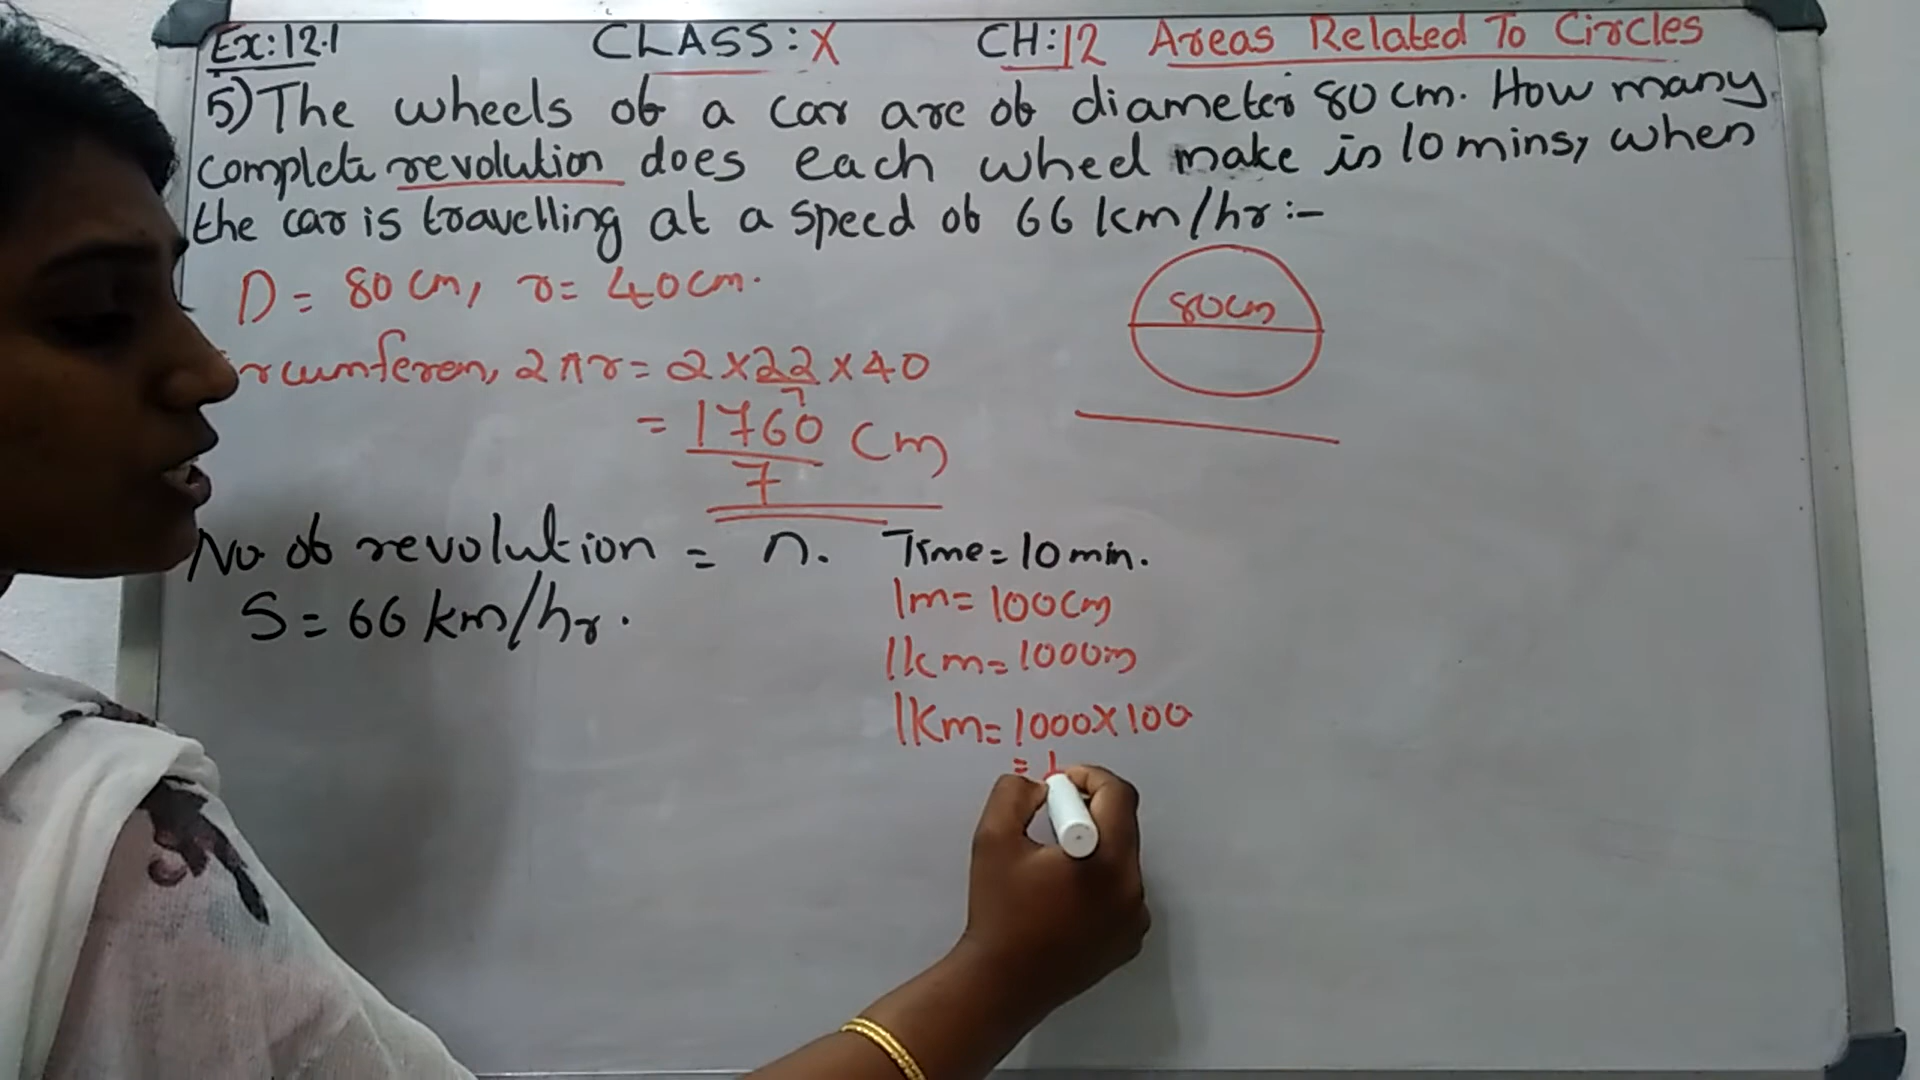 Ex:12.1 CLASS:X CH:12 Areas Related To Circles
5) The wheels of a car are of diameter 80 cm. How many
complete revolution does each wheel make in 10 mins, when
the car is travelling at a speed of 66 km/hr :-
D = 80 cm, r = 40 cm.
80cm
rcumferen, 2πr = 2 × 22/7 × 40
= 1760/7 cm
No of revolution = n. Time = 10 min.
S = 66 km/hr.
1m = 100cm
1km = 1000m
1Km = 1000×100
= 1